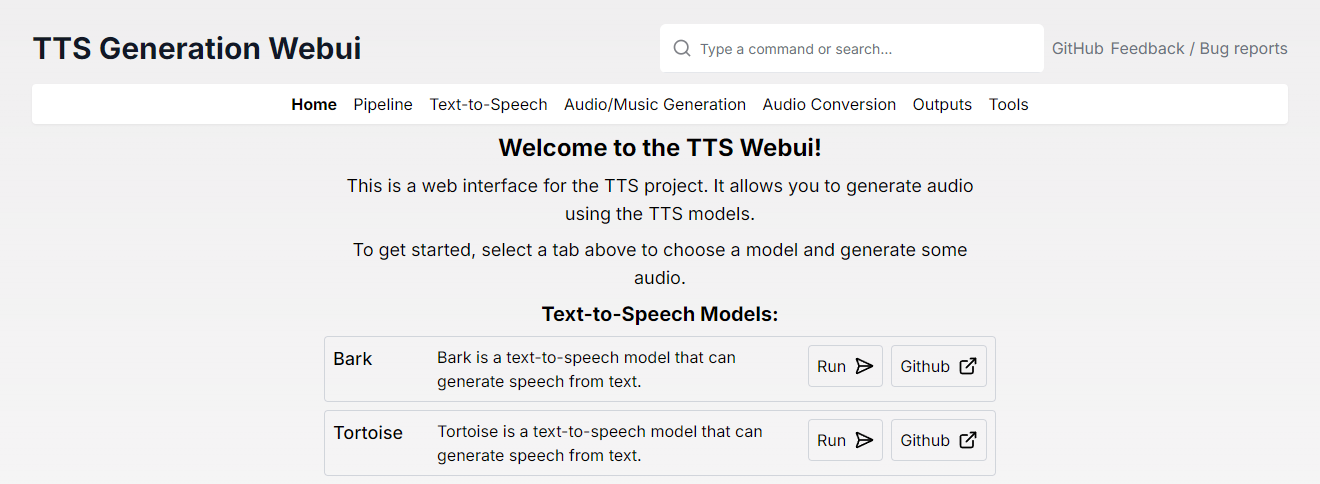 TTS Generation Webui
Type a command or search...
GitHub Feedback / Bug reports
Home Pipeline Text-to-Speech Audio/Music Generation Audio Conversion Outputs Tools
Welcome to the TTS Webui!
This is a web interface for the TTS project. It allows you to generate audio
using the TTS models.
To get started, select a tab above to choose a model and generate some
audio.
Text-to-Speech Models:
Bark
Bark is a text-to-speech model that can
generate speech from text.
Run
Github
Tortoise
Tortoise is a text-to-speech model that can
generate speech from text.
Run
Github